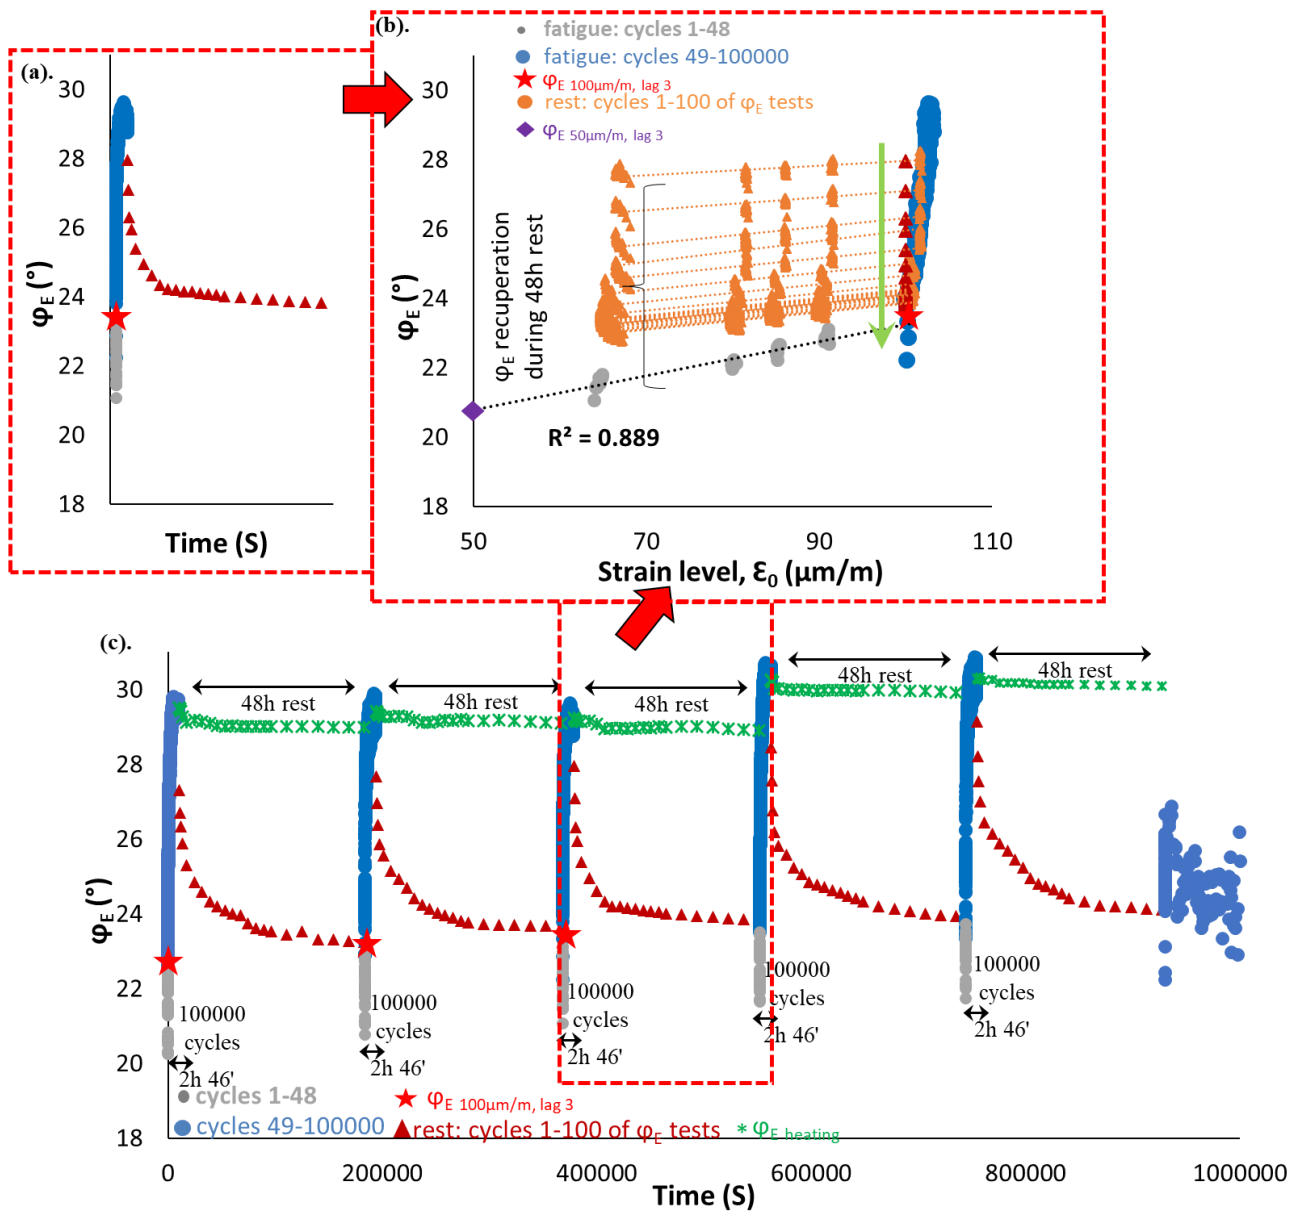 (a).
30
28
26
24
22
20
18
φE (°)
Time (S)
(b).
fatigue: cycles 1-48
fatigue: cycles 49-100000
φE 100μm/m, lag 3
rest: cycles 1-100 of φE tests
φE 50μm/m, lag 3
30
28
26
24
22
20
18
φE (°)
φE recuperation
during 48h rest
R² = 0.889
50
70
90
110
Strain level, Ɛ0 (μm/m)
(c).
30
28
26
24
22
20
18
φE (°)
48h rest
48h rest
48h rest
48h rest
48h rest
100000
cycles
2h 46'
100000
cycles
2h 46'
100000
cycles
2h 46'
100000
cycles
2h 46'
100000
cycles
2h 46'
cycles 1-48
φE 100μm/m, lag 3
cycles 49-100000
rest: cycles 1-100 of φE tests
φE heating
0
200000
400000
600000
800000
1000000
Time (S)